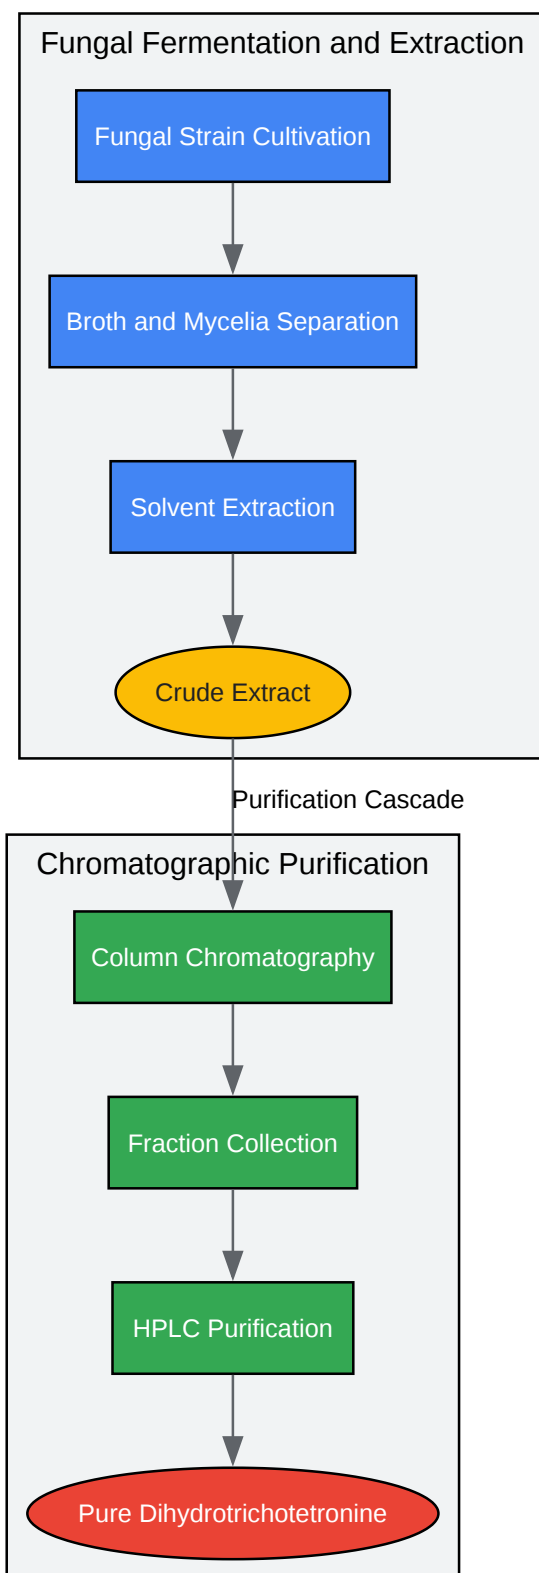 Fungal Fermentation and Extraction
Fungal Strain Cultivation
Broth and Mycelia Separation
Solvent Extraction
Crude Extract
Purification Cascade
Chromatographic Purification
Column Chromatography
Fraction Collection
HPLC Purification
Pure Dihydrotrichotetronine